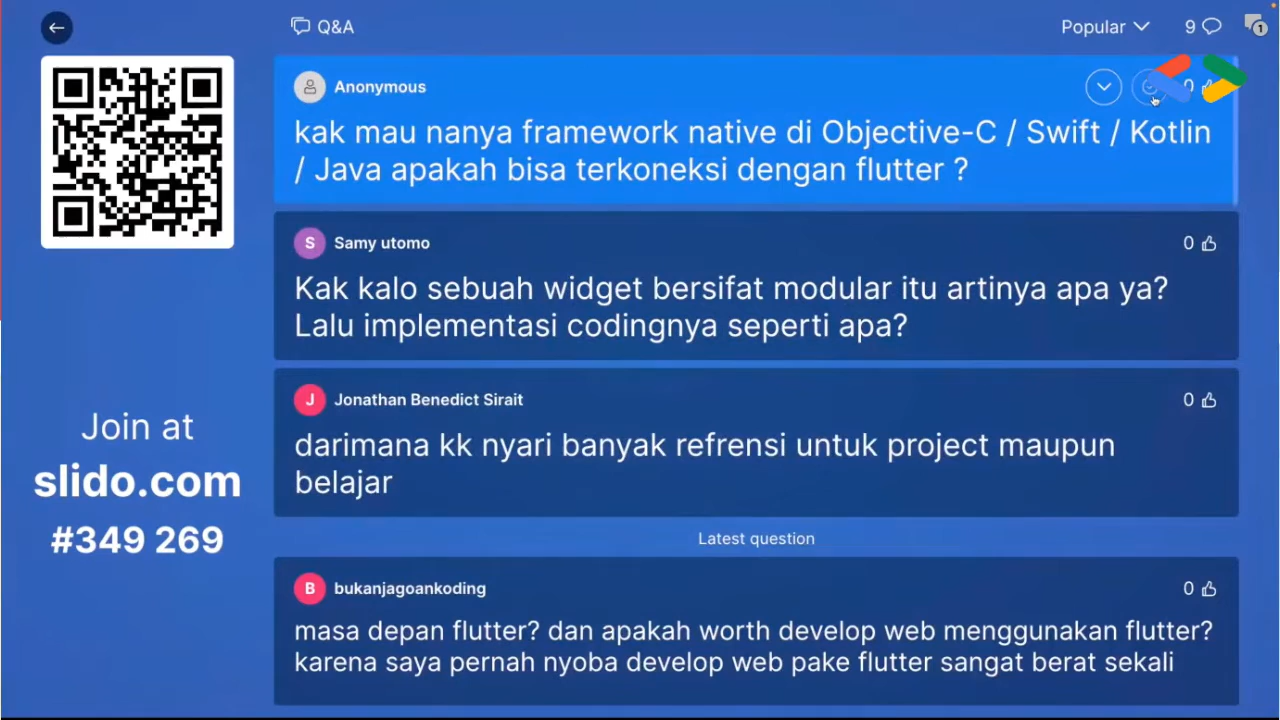 Q&A
Popular
9
1
Anonymous
0
kak mau nanya framework native di Objective-C / Swift / Kotlin
/ Java apakah bisa terkoneksi dengan flutter ?
S
Samy utomo
0
Kak kalo sebuah widget bersifat modular itu artinya apa ya?
Lalu implementasi codingnya seperti apa?
J
Jonathan Benedict Sirait
0
darimana kk nyari banyak refrensi untuk project maupun
belajar
Join at
slido.com
#349 269
Latest question
B
bukanjagoankoding
0
masa depan flutter? dan apakah worth develop web menggunakan flutter?
karena saya pernah nyoba develop web pake flutter sangat berat sekali